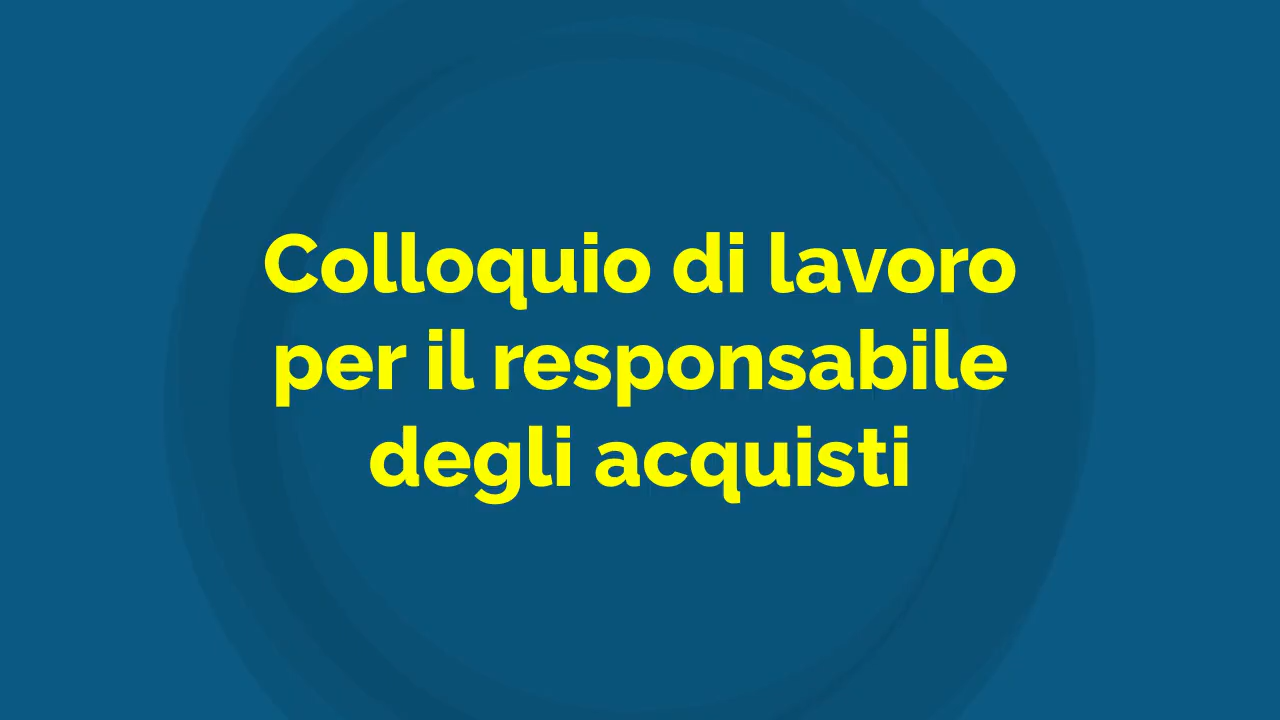 Colloquio di lavoro
per il responsabile
degli acquisti